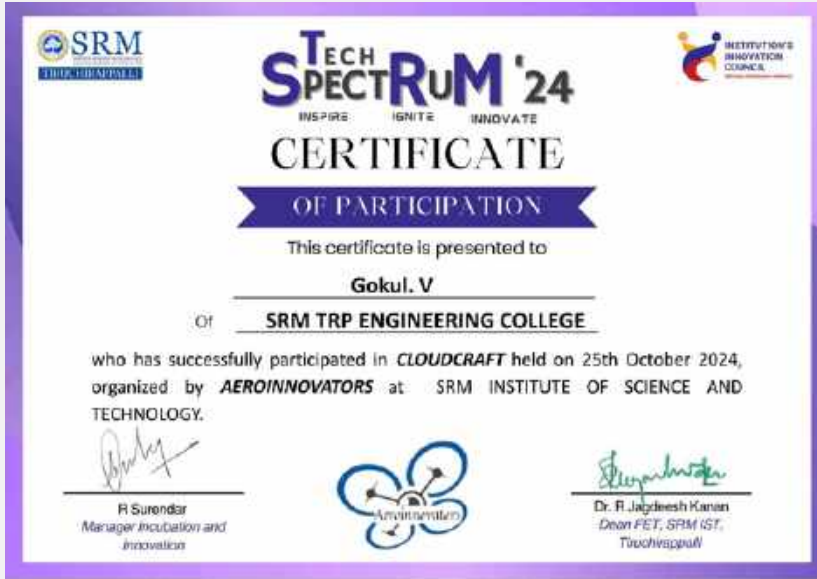 SRM
TIRUCHIRAPPALLI
TECH
SPECTRUM '24
INSPIRE IGNITE INNOVATE
INSTITUTION'S
INNOVATION
COUNCIL
CERTIFICATE
OF PARTICIPATION
This certificate is presented to
Gokul. V
Of SRM TRP ENGINEERING COLLEGE
who has successfully participated in CLOUDCRAFT held on 25th October 2024,
organized by AEROINNOVATORS at SRM INSTITUTE OF SCIENCE AND
TECHNOLOGY.
Aeroinnovators
R Surendar
Manager Incubation and
Innovation
Dr. R Jagdeesh Kanan
Dean FET, SRM IST,
Tiruchirappalli